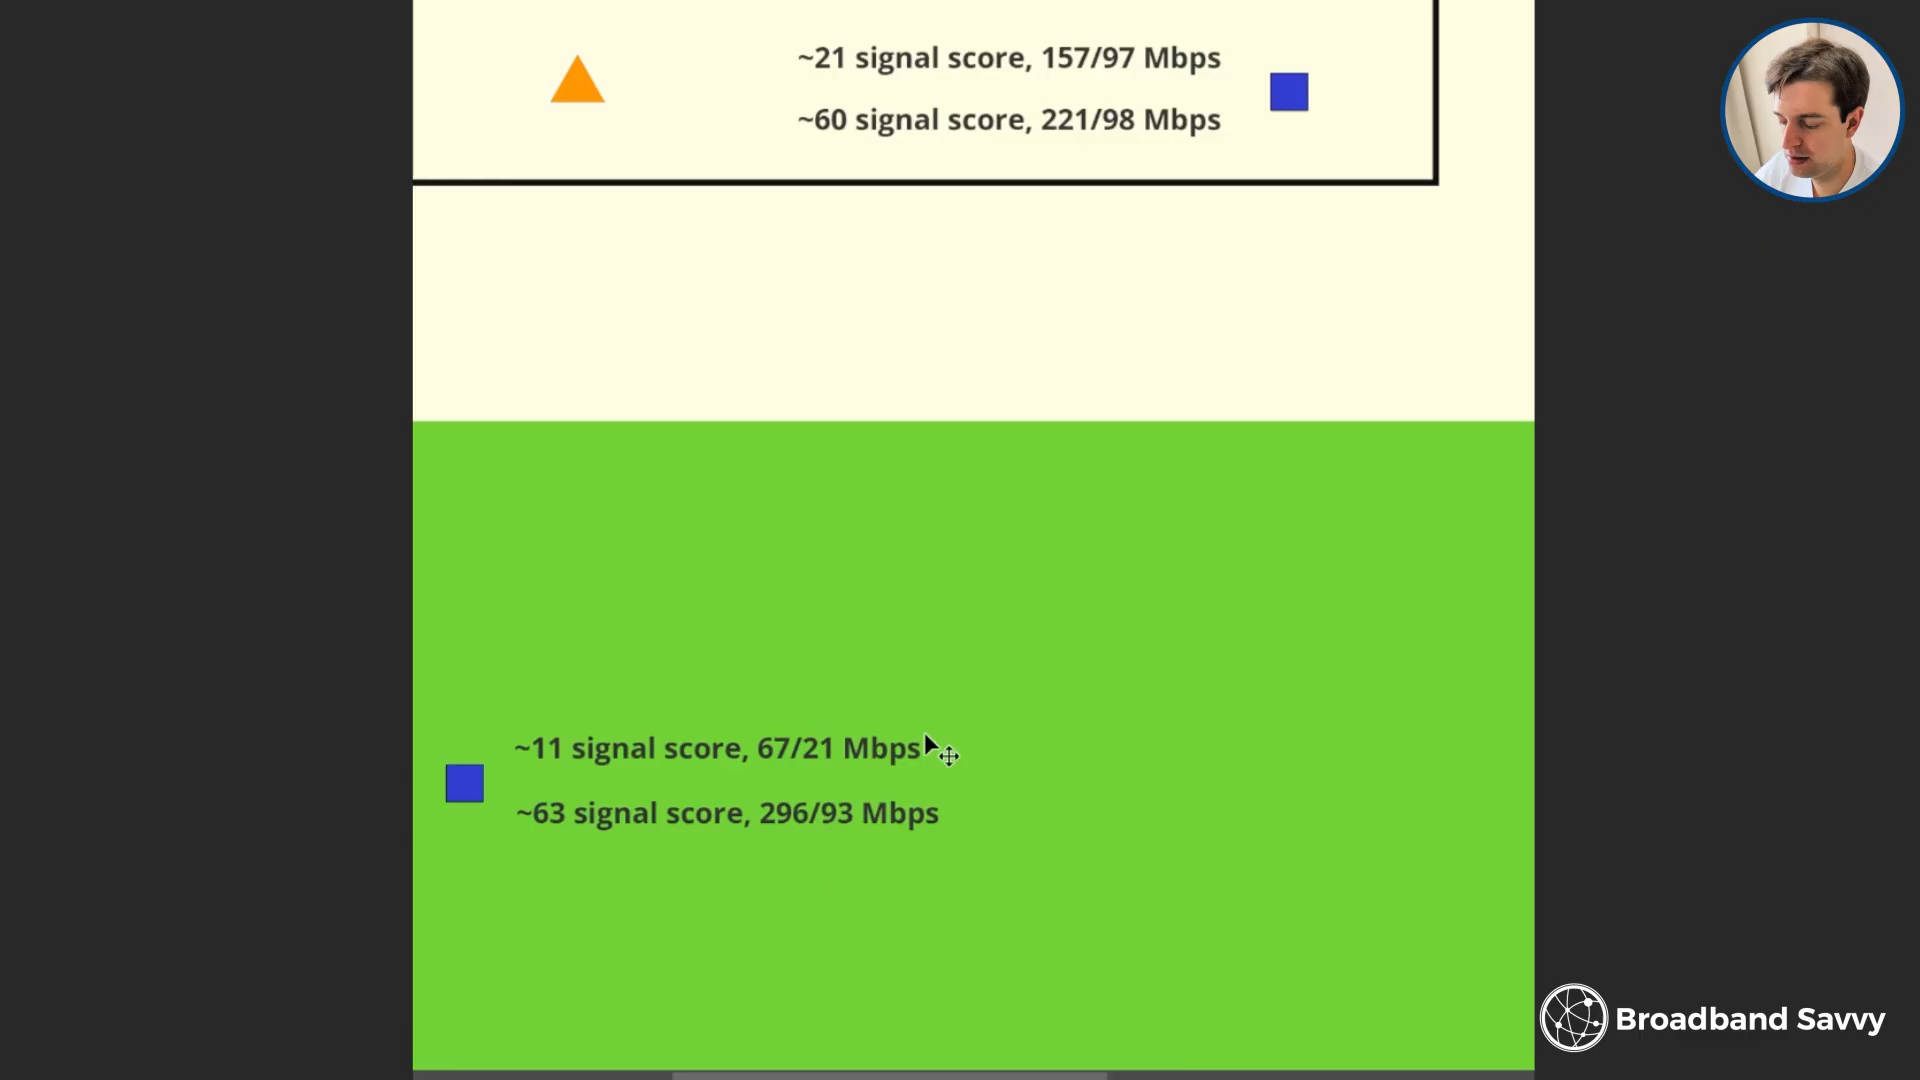 ~21 signal score, 157/97 Mbps
~60 signal score, 221/98 Mbps
~11 signal score, 67/21 Mbps
~63 signal score, 296/93 Mbps
Broadband Savvy